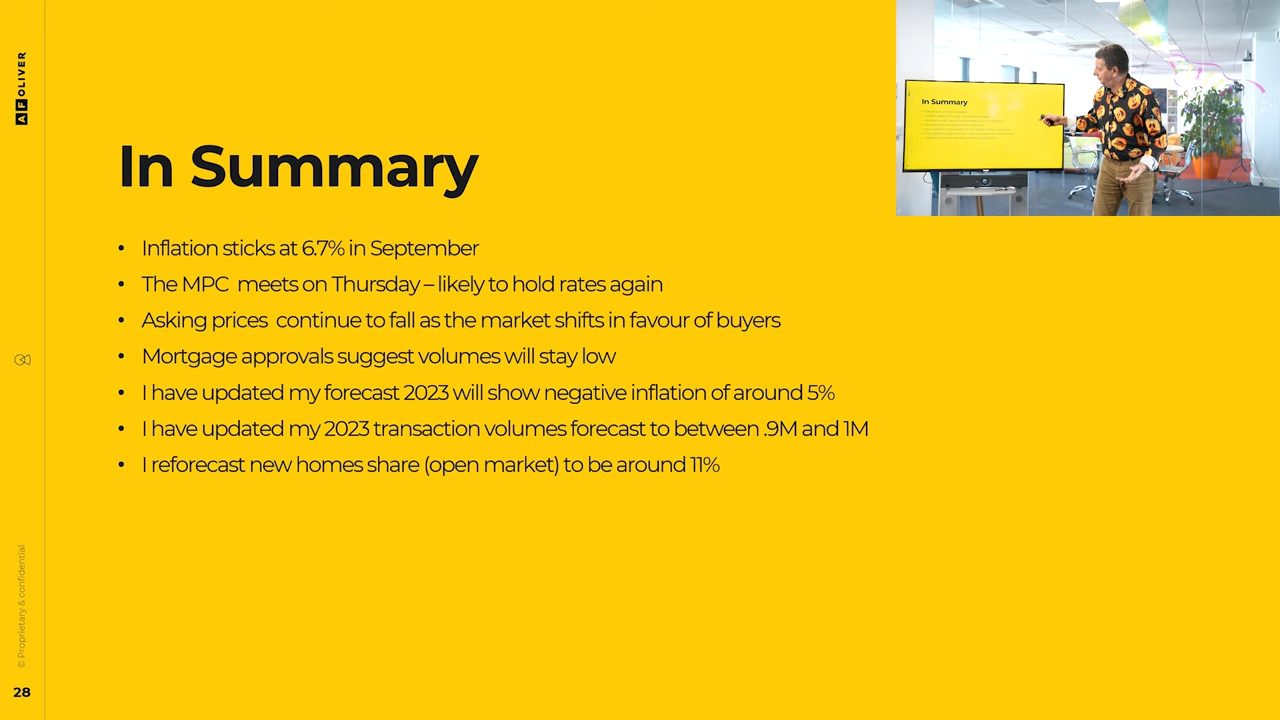 AF OLIVER
In Summary
• Inflation sticks at 6.7% in September
• The MPC  meets on Thursday – likely to hold rates again
• Asking prices  continue to fall as the market shifts in favour of buyers
• Mortgage approvals suggest volumes will stay low
• I have updated my forecast 2023 will show negative inflation of around 5%
• I have updated my 2023 transaction volumes forecast to between .9M and 1M
• I reforecast new homes share (open market) to be around 11%
© Proprietary & confidential
28
In Summary